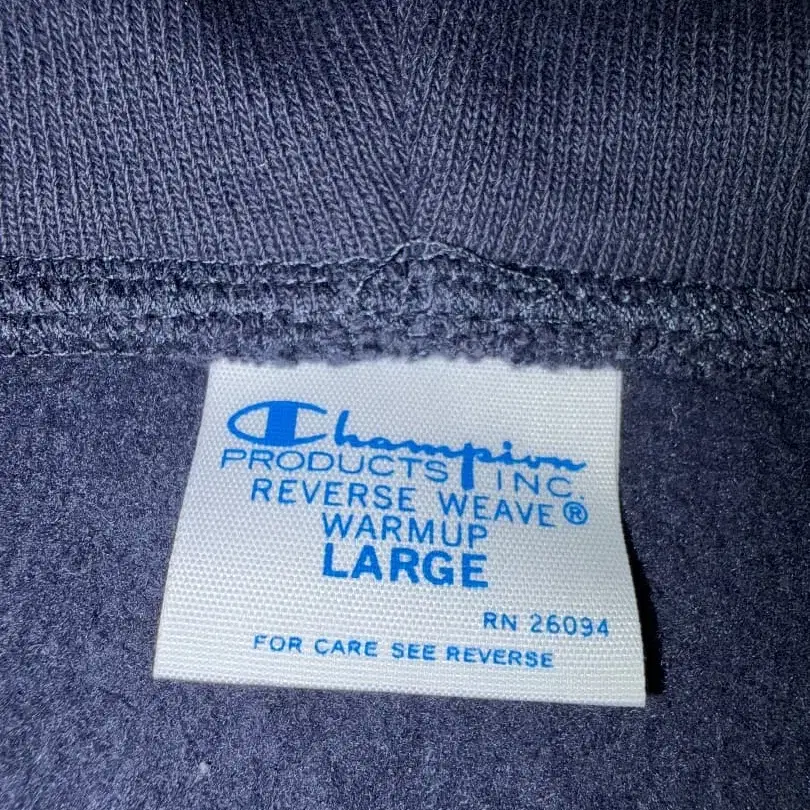 Champion
PRODUCTS INC.
REVERSE WEAVE®
WARMUP
LARGE
RN 26094
FOR CARE SEE REVERSE